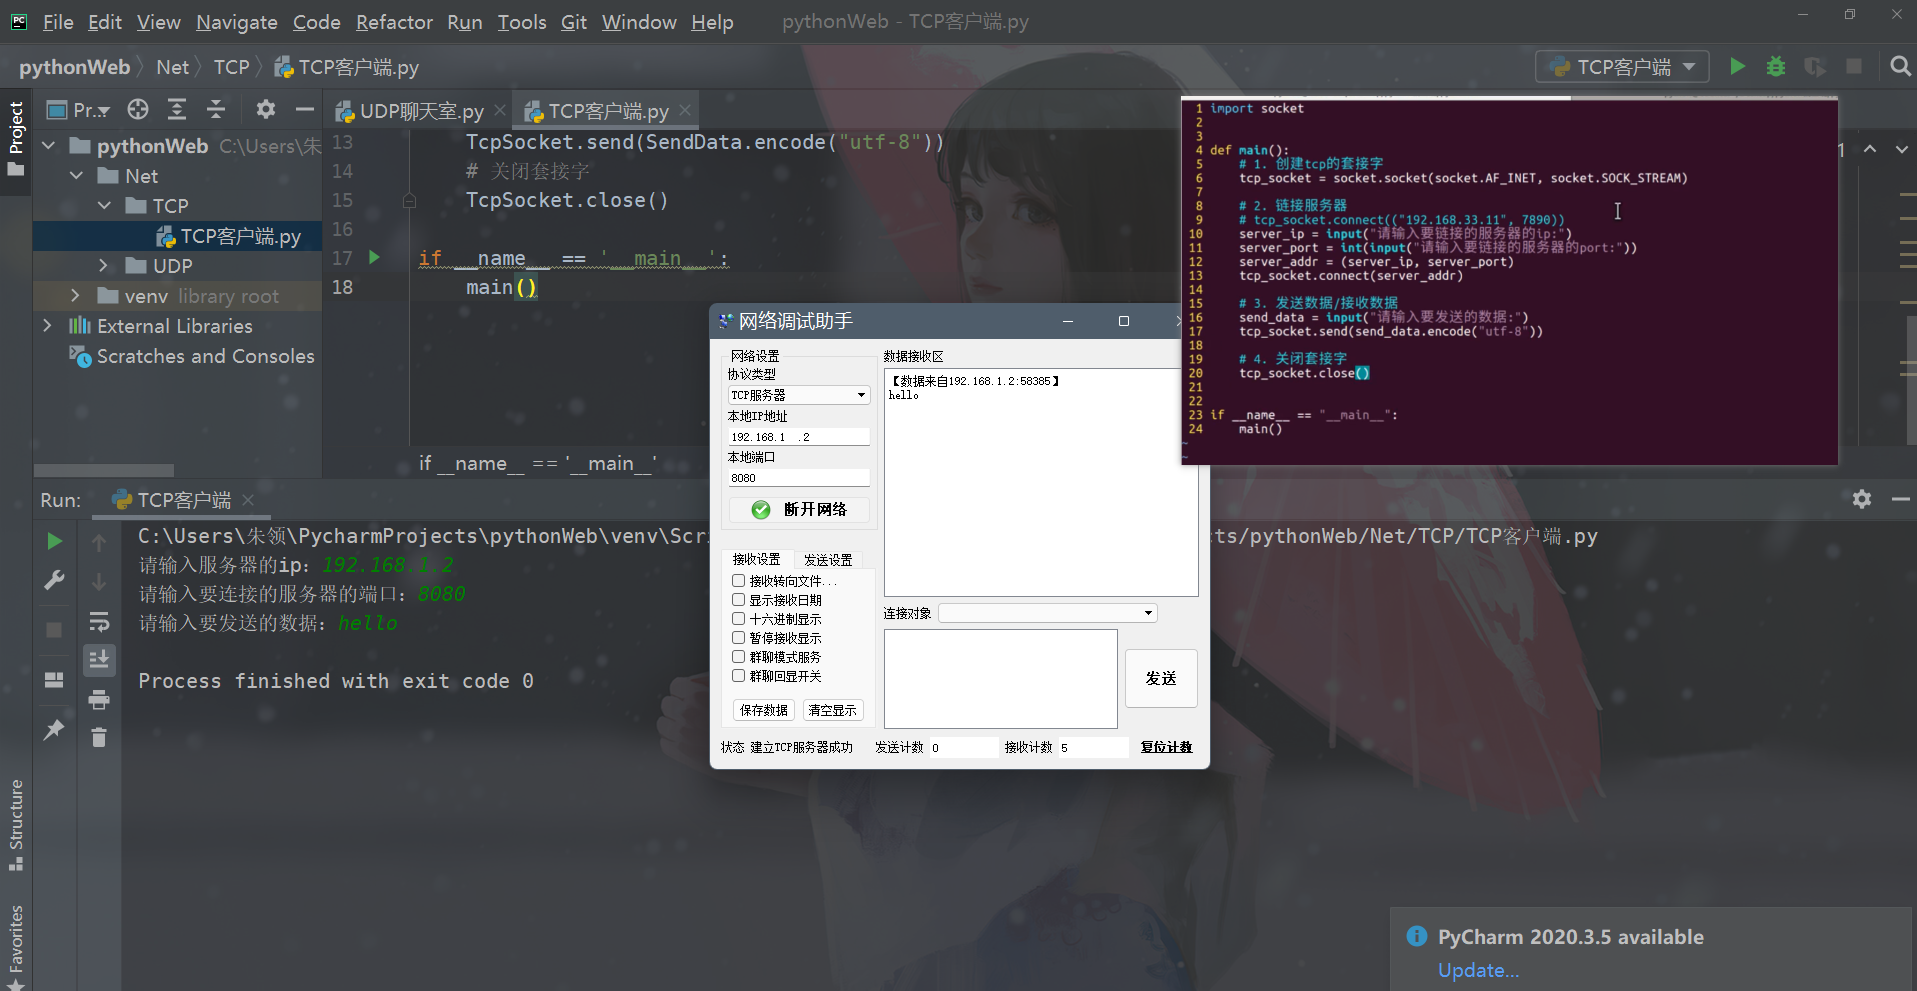 File Edit View Navigate Code Refactor Run Tools Git Window Help pythonWeb - TCP客户端.py
pythonWeb Net TCP TCP客户端.py
TCP客户端
Project
Pr...
UDP聊天室.py
TCP客户端.py
pythonWeb C:\Users\朱
Net
TCP
TCP客户端.py
UDP
venv library root
External Libraries
Scratches and Consoles
13 TcpSocket.send(SendData.encode("utf-8"))
14 # 关闭套接字
15 TcpSocket.close()
16
17 if __name__ == '__main__':
18 main()
if __name__ == '__main__'
1 import socket
2
3
4 def main():
5 # 1. 创建tcp的套接字
6 tcp_socket = socket.socket(socket.AF_INET, socket.SOCK_STREAM)
7
8 # 2. 链接服务器
9 # tcp_socket.connect(("192.168.33.11", 7890))
10 server_ip = input("请输入要链接的服务器的ip:")
11 server_port = int(input("请输入要链接的服务器的port:"))
12 server_addr = (server_ip, server_port)
13 tcp_socket.connect(server_addr)
14
15 # 3. 发送数据/接收数据
16 send_data = input("请输入要发送的数据:")
17 tcp_socket.send(send_data.encode("utf-8"))
18
19 # 4. 关闭套接字
20 tcp_socket.close()
21
22
23 if __name__ == "__main__":
24 main()
~
~
1
网络调试助手
网络设置
协议类型
TCP服务器
本地IP地址
192.168.1 .2
本地端口
8080
断开网络
接收设置 发送设置
接收转向文件...
显示接收日期
十六进制显示
暂停接收显示
群聊模式服务
群聊回显开关
保存数据 清空显示
数据接收区
【数据来自192.168.1.2:58385】
hello
连接对象
发送
状态 建立TCP服务器成功 发送计数 0 接收计数 5 复位计数
Run: TCP客户端
C:\Users\朱领\PycharmProjects\pythonWeb\venv\Scri
ts/pythonWeb/Net/TCP/TCP客户端.py
请输入服务器的ip：192.168.1.2
请输入要连接的服务器的端口：8080
请输入要发送的数据：hello
Process finished with exit code 0
Structure
Favorites
PyCharm 2020.3.5 available
Update...